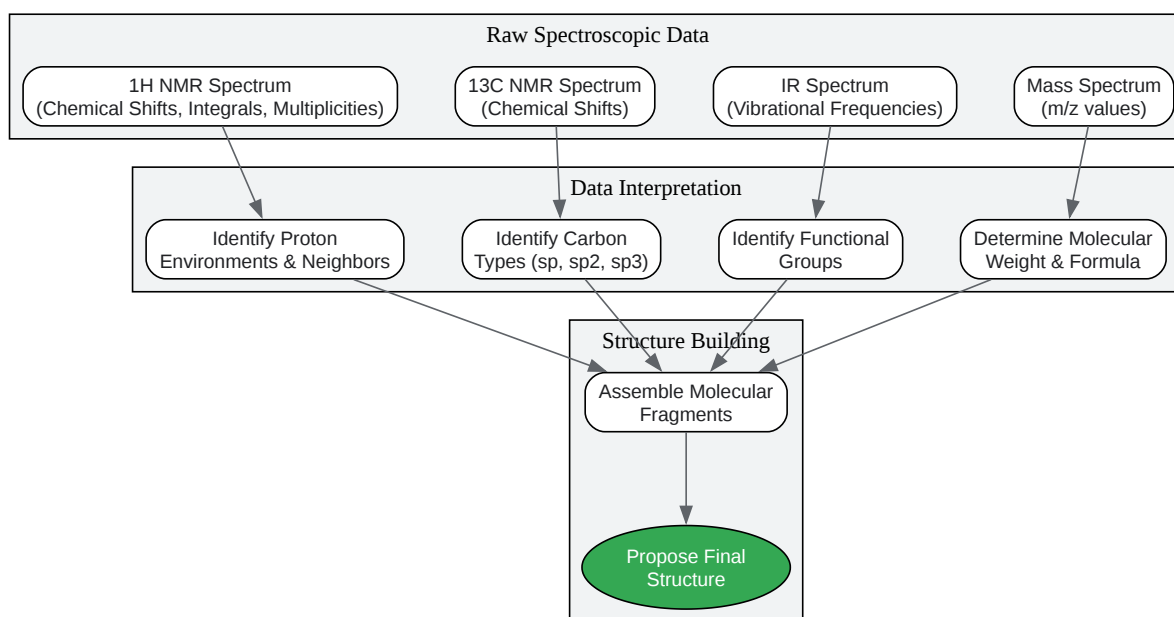 Raw Spectroscopic Data
1H NMR Spectrum
(Chemical Shifts, Integrals, Multiplicities)
13C NMR Spectrum
(Chemical Shifts)
IR Spectrum
(Vibrational Frequencies)
Mass Spectrum
(m/z values)
Data Interpretation
Identify Proton
Environments & Neighbors
Identify Carbon
Types (sp, sp2, sp3)
Identify Functional
Groups
Determine Molecular
Weight & Formula
Structure Building
Assemble Molecular
Fragments
Propose Final
Structure